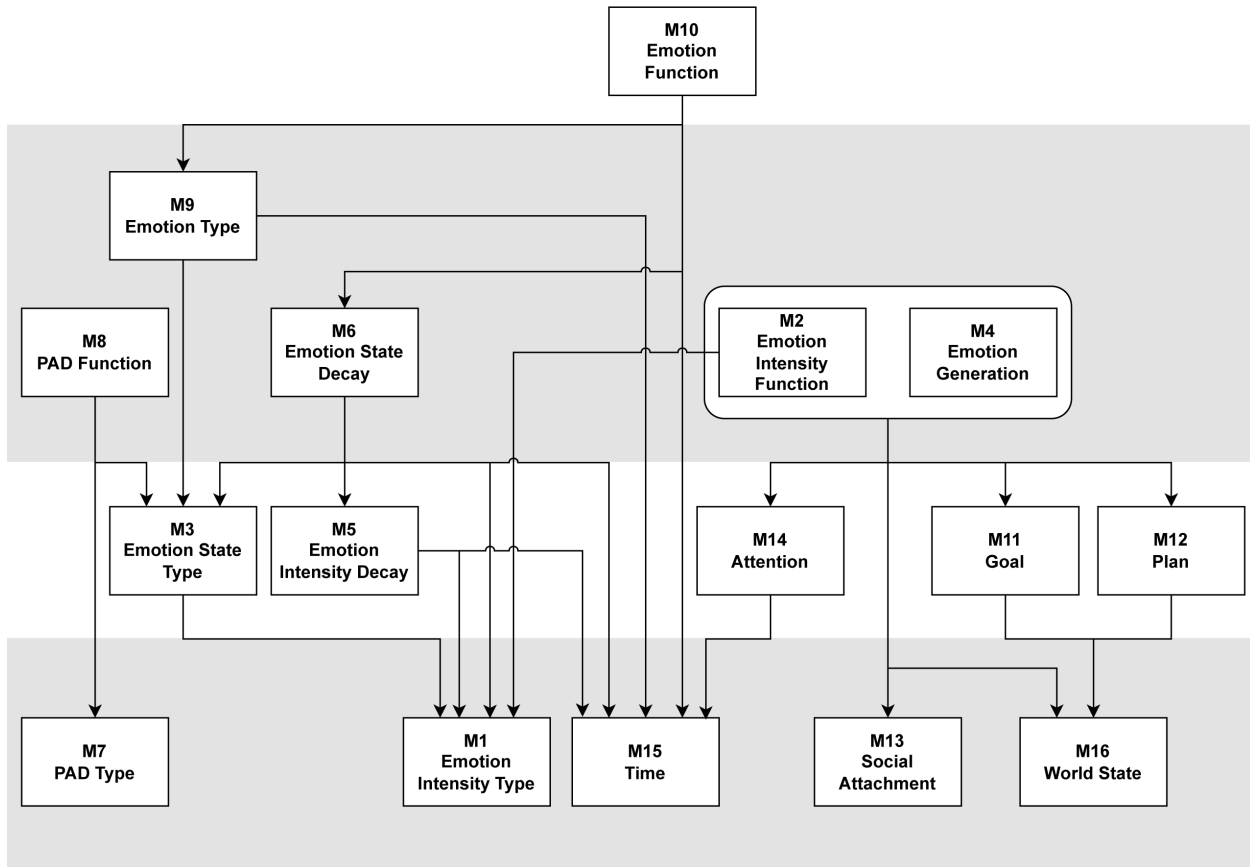 M10
Emotion
Function
M9
Emotion Type
M8
PAD Function
M6
Emotion State
Decay
M2
Emotion
Intensity
Function
M4
Emotion
Generation
M3
Emotion State
Type
M5
Emotion
Intensity Decay
M14
Attention
M11
Goal
M12
Plan
M7
PAD Type
M1
Emotion
Intensity Type
M15
Time
M13
Social
Attachment
M16
World State